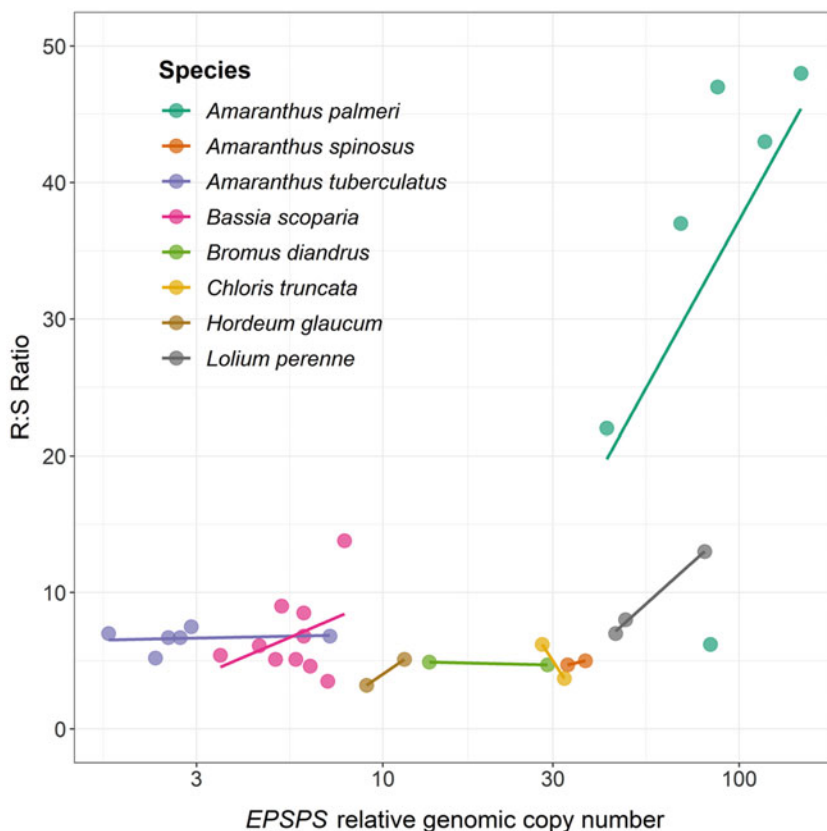 50
40
30
20
10
0
R:S Ratio
Species
Amaranthus palmeri
Amaranthus spinosus
Amaranthus tuberculatus
Bassia scoparia
Bromus diandrus
Chloris truncata
Hordeum glaucum
Lolium perenne
3 10 30 100
EPSPS relative genomic copy number